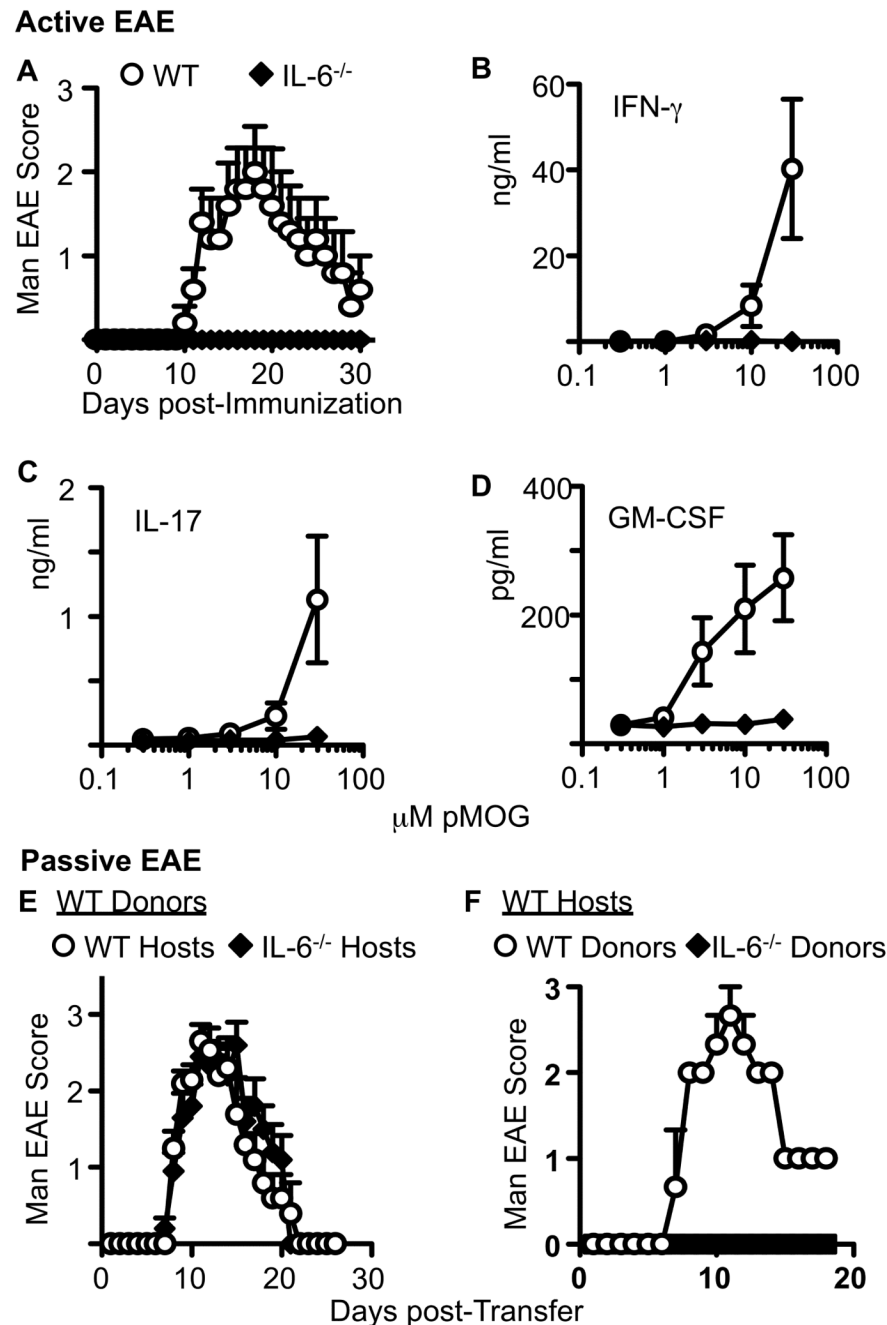 Active EAE
A WT IL-6-/-
Man EAE Score
3
2
1
0 10 20 30
Days post-Immunization
B
IFN-γ
ng/ml
60
40
20
0.1 1 10 100
C
IL-17
ng/ml
2
1
0.1 1 10 100
D
GM-CSF
pg/ml
400
200
0.1 1 10 100
μM pMOG
Passive EAE
E WT Donors
WT Hosts IL-6-/- Hosts
Man EAE Score
3
2
1
0 10 20 30
F WT Hosts
WT Donors IL-6-/- Donors
Man EAE Score
3
2
1
0
0 10 20
Days post-Transfer